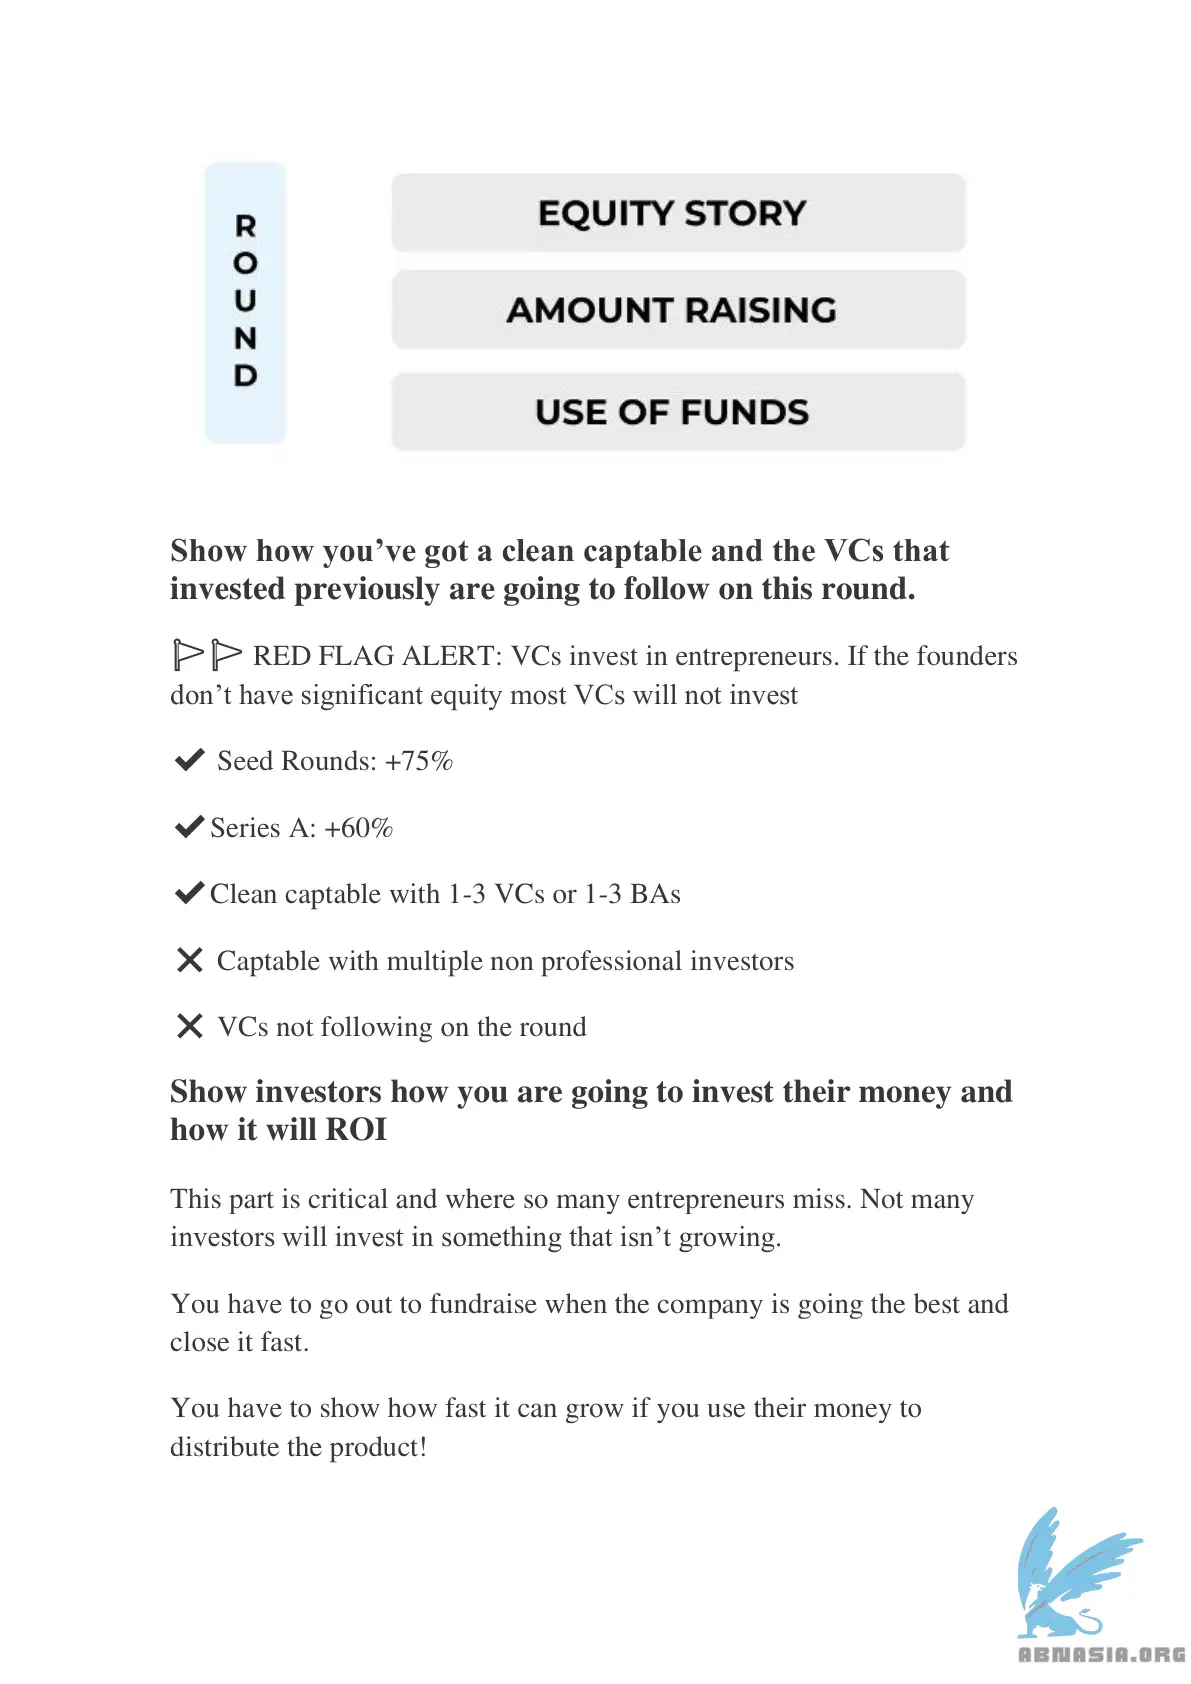 ROUND
EQUITY STORY
AMOUNT RAISING
USE OF FUNDS
Show how you’ve got a clean captable and the VCs that
invested previously are going to follow on this round.
RED FLAG ALERT: VCs invest in entrepreneurs. If the founders
don’t have significant equity most VCs will not invest
✔ Seed Rounds: +75%
✔Series A: +60%
✔Clean captable with 1-3 VCs or 1-3 BAs
✕ Captable with multiple non professional investors
✕ VCs not following on the round
Show investors how you are going to invest their money and
how it will ROI
This part is critical and where so many entrepreneurs miss. Not many
investors will invest in something that isn’t growing.
You have to go out to fundraise when the company is going the best and
close it fast.
You have to show how fast it can grow if you use their money to
distribute the product!
ABNASIA.ORG